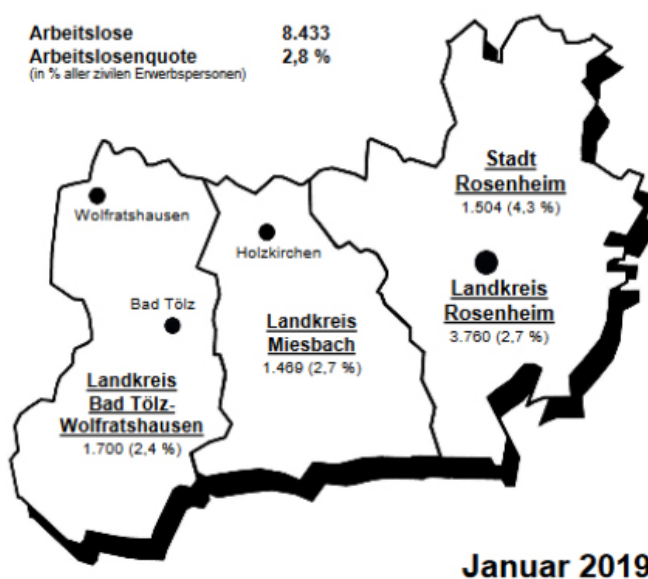 Arbeitslose 8.433
Arbeitslosenquote 2,8 %
(in % aller zivilen Erwerbspersonen)
Stadt
Rosenheim
1.504 (4,3 %)
Wolfratshausen
Holzkirchen
Landkreis
Rosenheim
3.760 (2,7 %)
Bad Tölz
Landkreis
Miesbach
1.469 (2,7 %)
Landkreis
Bad Tölz-
Wolfratshausen
1.700 (2,4 %)
Januar 2019